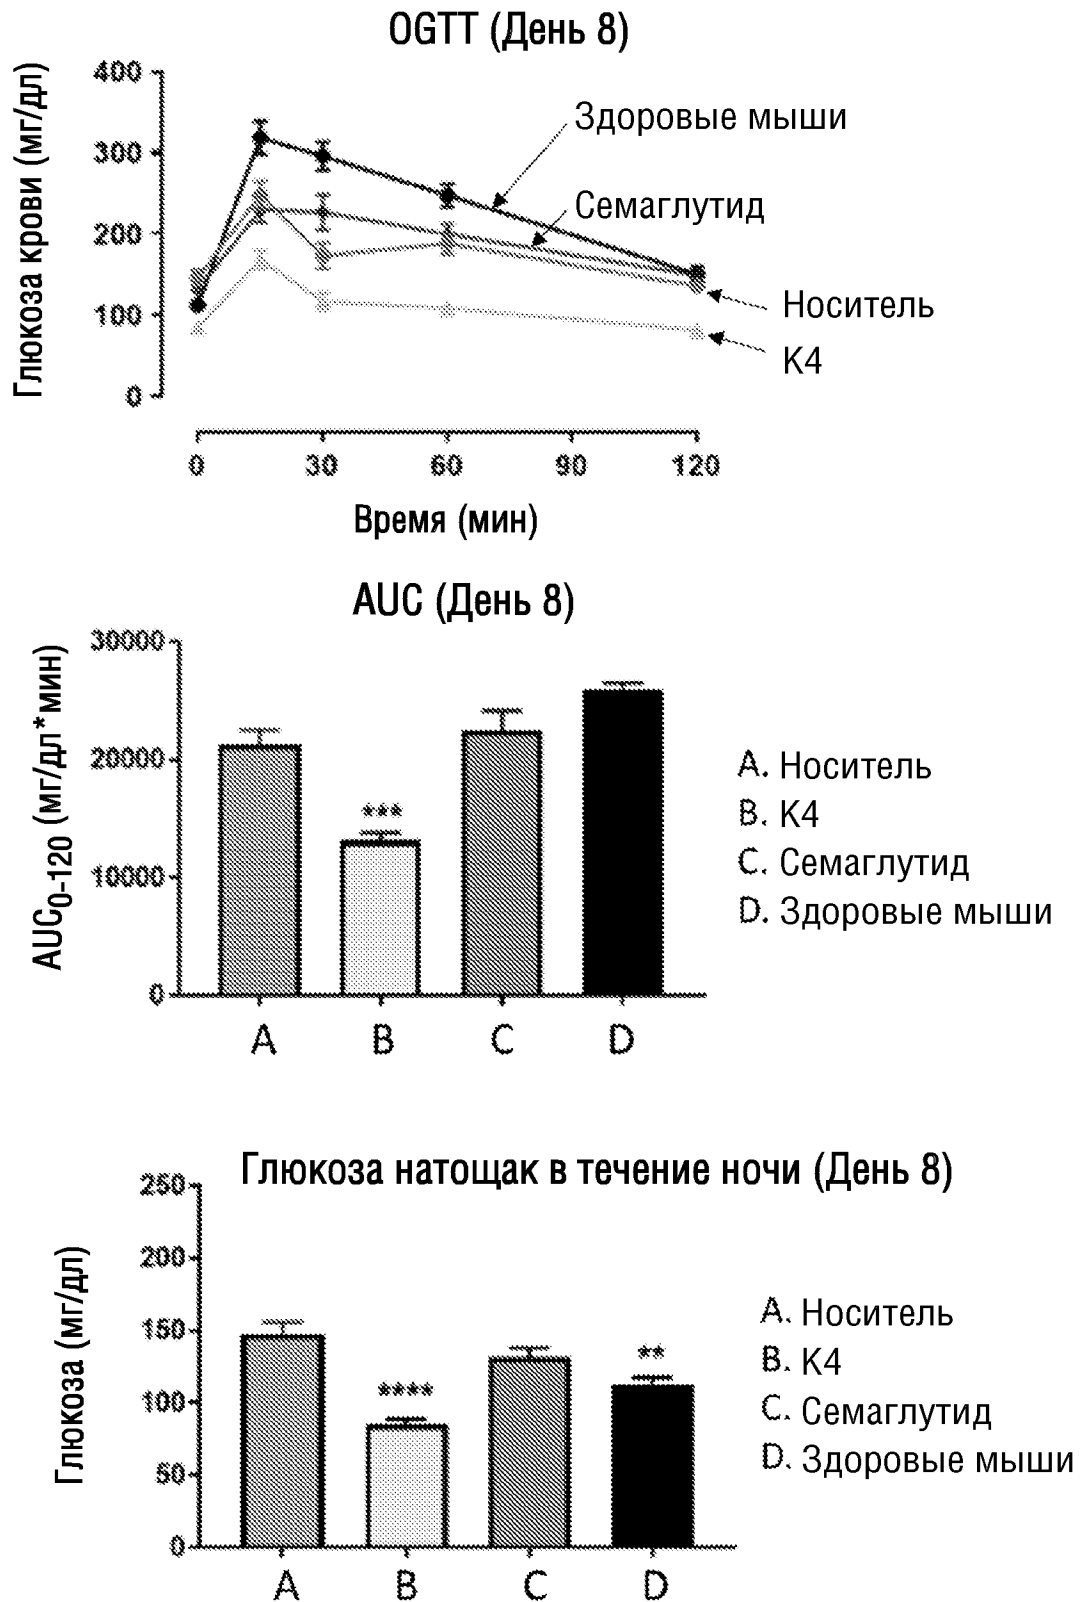 OGTT (День 8)
Глюкоза крови (мг/дл)
400
300
200
100
0
Здоровые мыши
Семаглутид
Носитель
K4
0 30 60 90 120
Время (мин)
AUC (День 8)
AUC0-120 (мг/дл*мин)
30000
20000
10000
0
***
A B C D
A. Носитель
B. K4
C. Семаглутид
D. Здоровые мыши
Глюкоза натощак в течение ночи (День 8)
Глюкоза (мг/дл)
250
200
150
100
50
0
****
**
A B C D
A. Носитель
B. K4
C. Семаглутид
D. Здоровые мыши